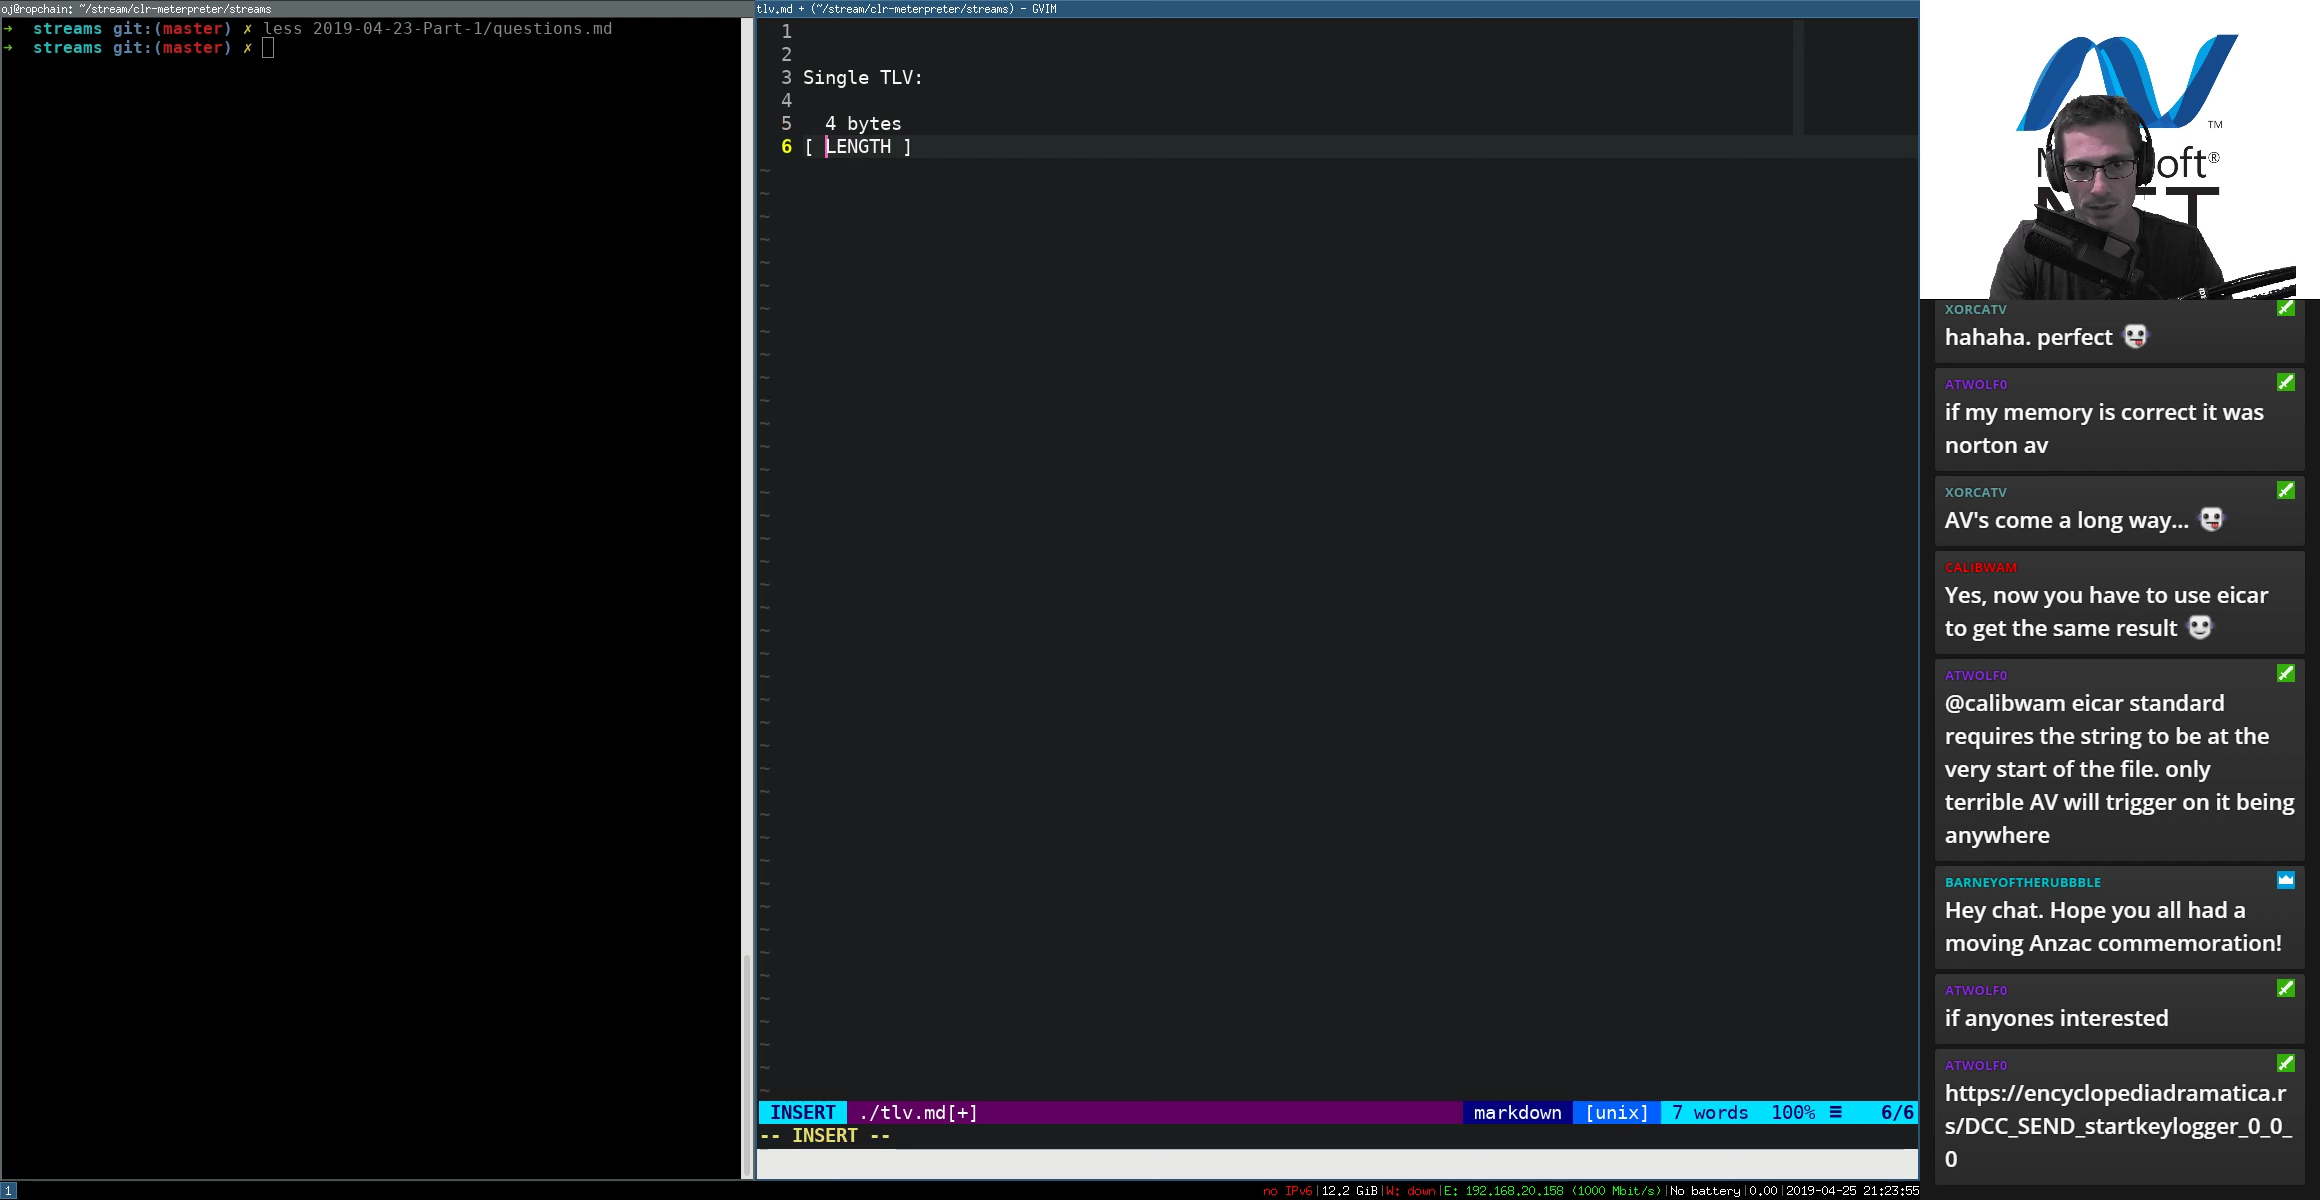 oj@ropchain: ~/stream/clr-meterpreter/streams
➜ streams git:(master) ✗ less 2019-04-23-Part-1/questions.md
➜ streams git:(master) ✗
tlv.md + (~/stream/clr-meterpreter/streams) - GVIM
1
2
3 Single TLV:
4
5 4 bytes
6 [ LENGTH ]
INSERT ./tlv.md[+] markdown [unix] 7 words 100% ☰ 6/6
-- INSERT --
TM
oft®
XORCATV
hahaha. perfect
ATWOLF0
if my memory is correct it was
norton av
XORCATV
AV's come a long way...
CALIBWAM
Yes, now you have to use eicar
to get the same result
ATWOLF0
@calibwam eicar standard
requires the string to be at the
very start of the file. only
terrible AV will trigger on it being
anywhere
BARNEYOFTHERUBBBLE
Hey chat. Hope you all had a
moving Anzac commemoration!
ATWOLF0
if anyones interested
ATWOLF0
https://encyclopediadramatica.r
s/DCC_SEND_startkeylogger_0_0_
0
1
no IPv6|12.2 GiB|W: down|E: 192.168.20.158 (1000 Mbit/s)|No battery|0.00|2019-04-25 21:23:55